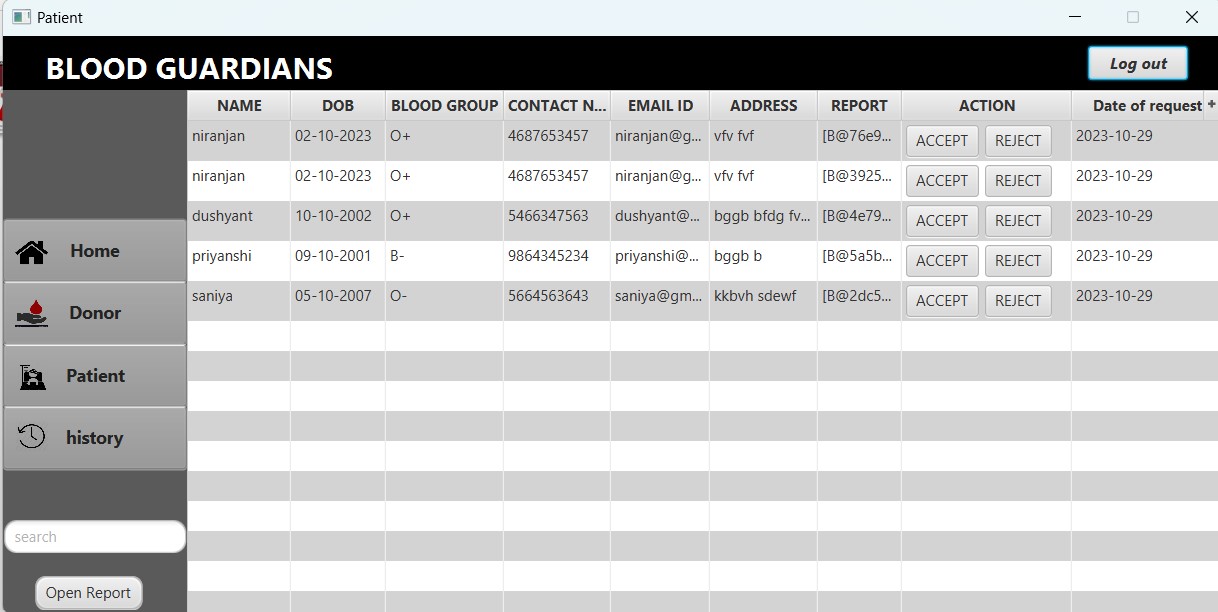 Patient
BLOOD GUARDIANS
Log out
NAME DOB BLOOD GROUP CONTACT N... EMAIL ID ADDRESS REPORT ACTION Date of request +
niranjan 02-10-2023 O+ 4687653457 niranjan@g... vfv fvf [B@76e9... ACCEPT REJECT 2023-10-29
niranjan 02-10-2023 O+ 4687653457 niranjan@g... vfv fvf [B@3925... ACCEPT REJECT 2023-10-29
dushyant 10-10-2002 O+ 5466347563 dushyant@... bggb bfdg fv... [B@4e79... ACCEPT REJECT 2023-10-29
priyanshi 09-10-2001 B- 9864345234 priyanshi@... bggb b [B@5a5b... ACCEPT REJECT 2023-10-29
saniya 05-10-2007 O- 5664563643 saniya@gm... kkbvh sdewf [B@2dc5... ACCEPT REJECT 2023-10-29
Home
Donor
Patient
history
search
Open Report